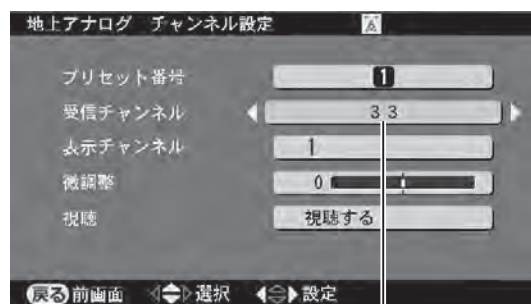 地上アナログ チャンネル設定 A
プリセット番号 1
受信チャンネル 33
表示チャンネル 1
微調整 0
視聴 視聴する
戻る 前画面 選択 設定